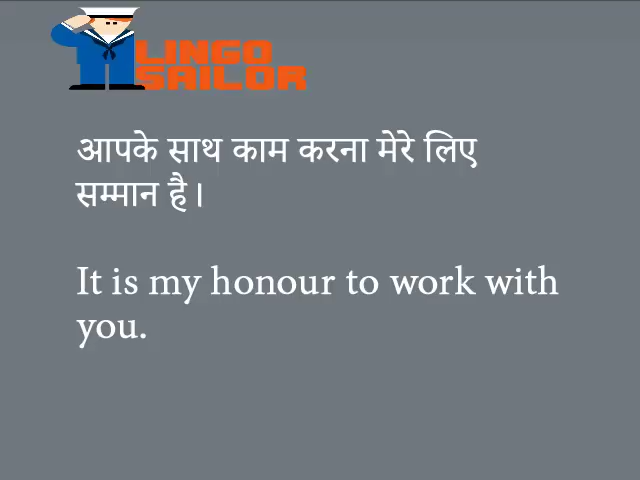 LINGO
SAILOR
आपके साथ काम करना मेरे लिए
सम्मान है।
It is my honour to work with
you.